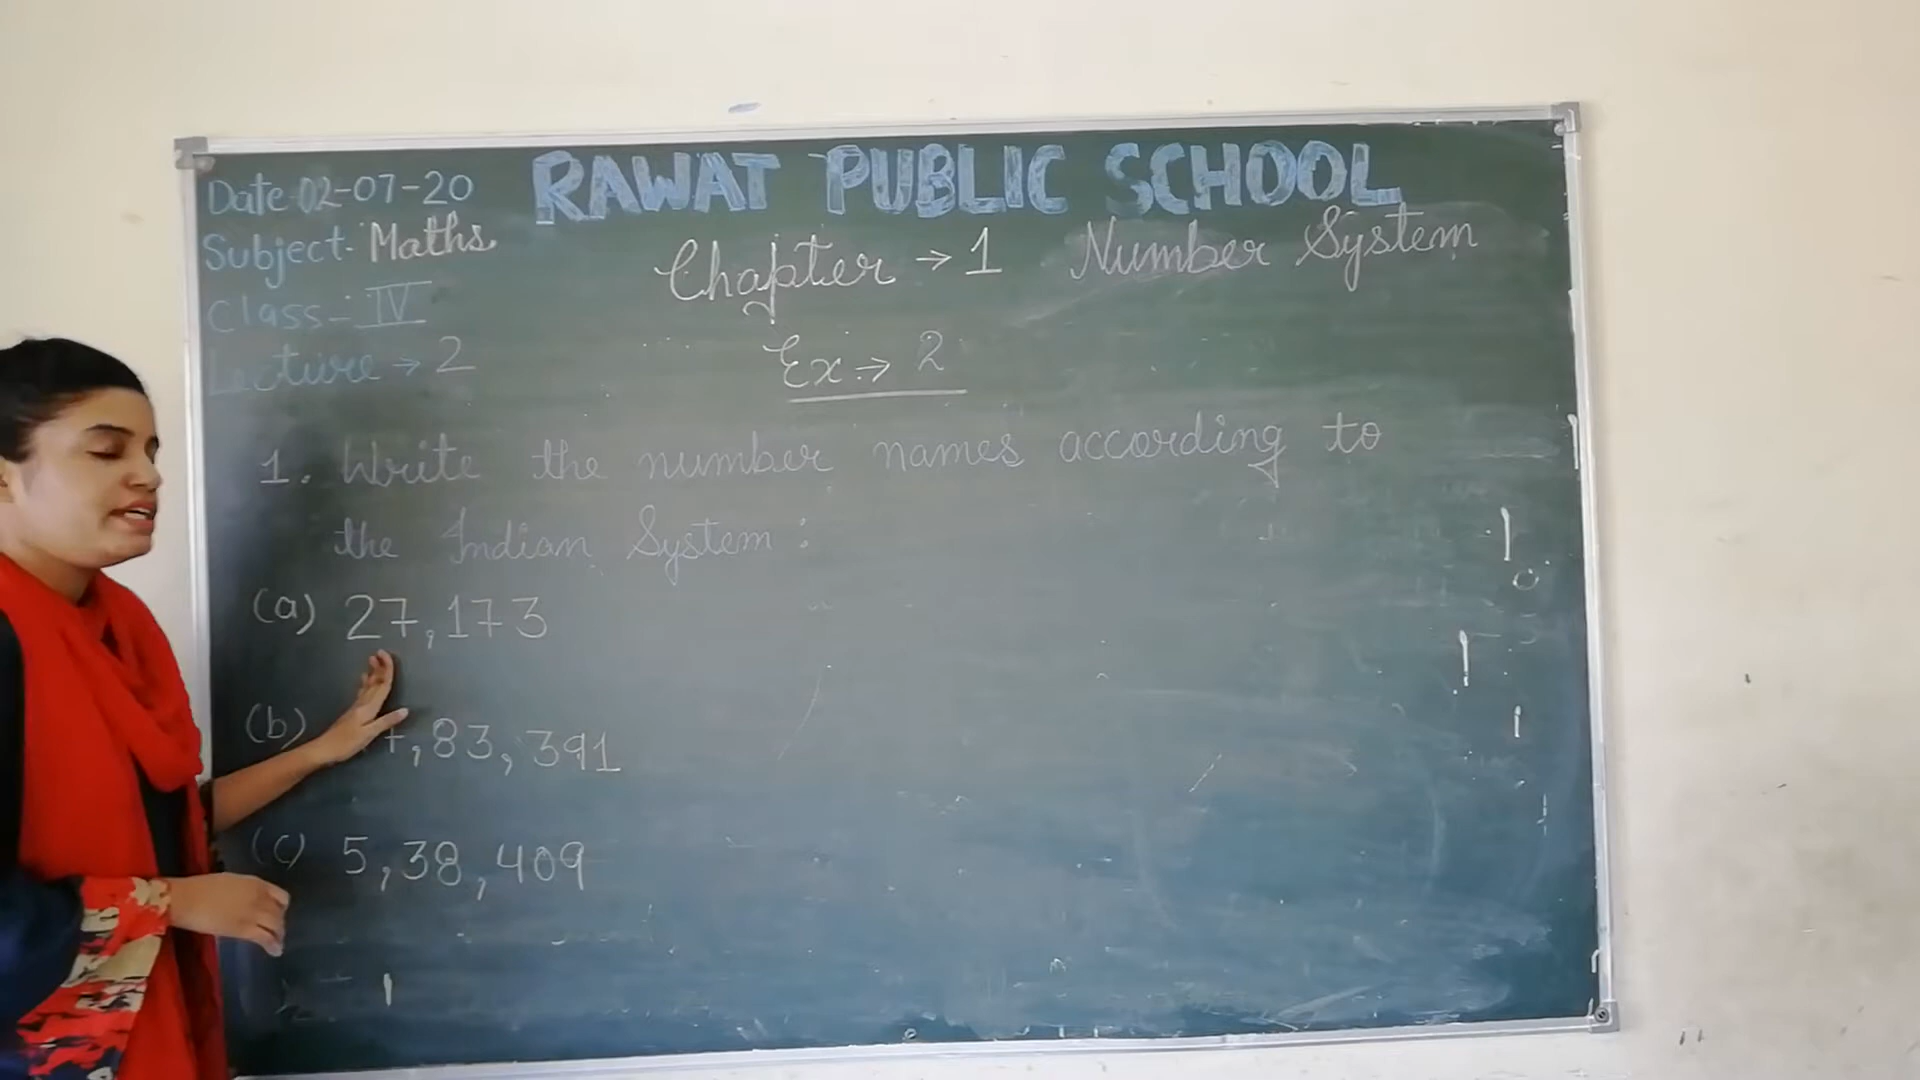 RAWAT PUBLIC SCHOOL
Date-02-07-20
Subject- Maths
Class-IV
Lecture → 2
Chapter → 1 Number System
Ex. → 2
1. Write the number names according to
the Indian System :
(a) 27,173
(b) 7,83,391
(c) 5,38,409